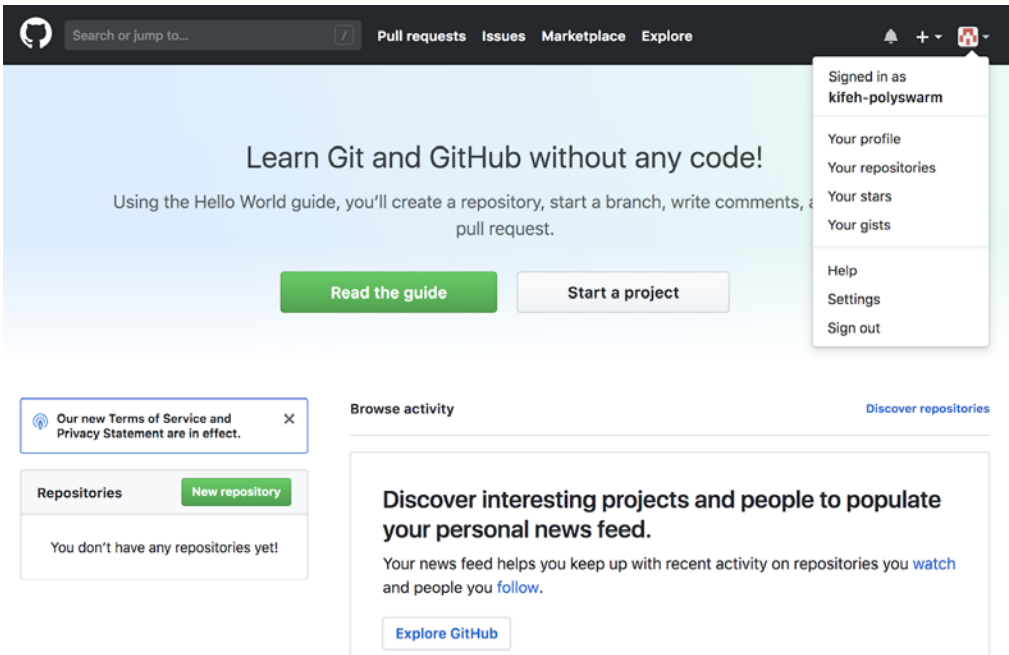 Search or jump to... /
Pull requests Issues Marketplace Explore
Signed in as
kifeh-polyswarm
Your profile
Your repositories
Your stars
Your gists
Help
Settings
Sign out
Learn Git and GitHub without any code!
Using the Hello World guide, you’ll create a repository, start a branch, write comments,
pull request.
Read the guide
Start a project
Our new Terms of Service and
Privacy Statement are in effect.
Repositories
New repository
You don’t have any repositories yet!
Browse activity
Discover repositories
Discover interesting projects and people to populate
your personal news feed.
Your news feed helps you keep up with recent activity on repositories you watch
and people you follow.
Explore GitHub